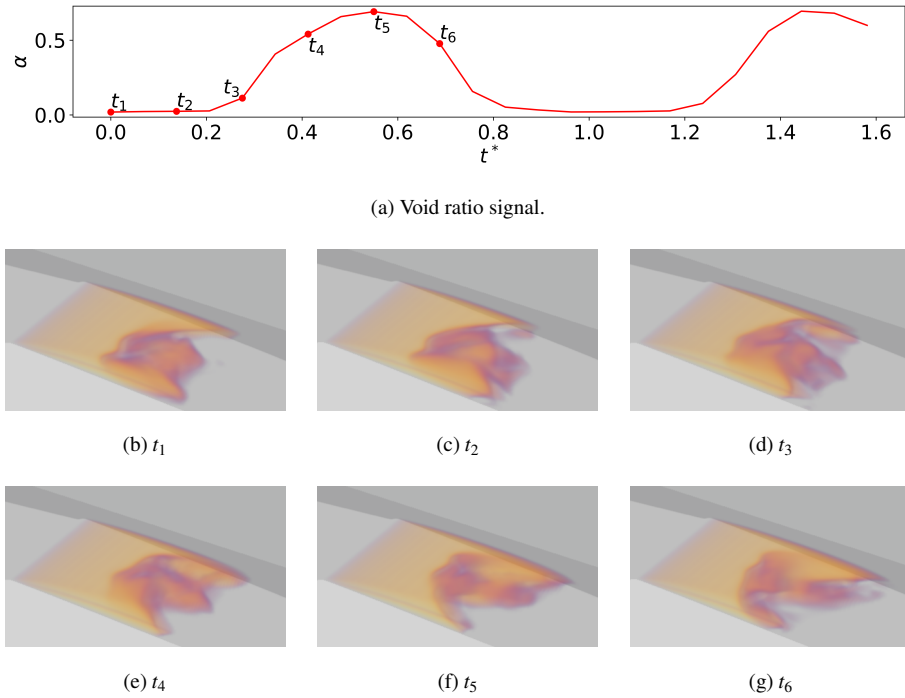 0.5
0.0
α
t₁
t₂
t₃
t₄
t₅
t₆
0.0 0.2 0.4 0.6 0.8 1.0 1.2 1.4 1.6
t*
(a) Void ratio signal.
(b) t₁ (c) t₂ (d) t₃
(e) t₄ (f) t₅ (g) t₆